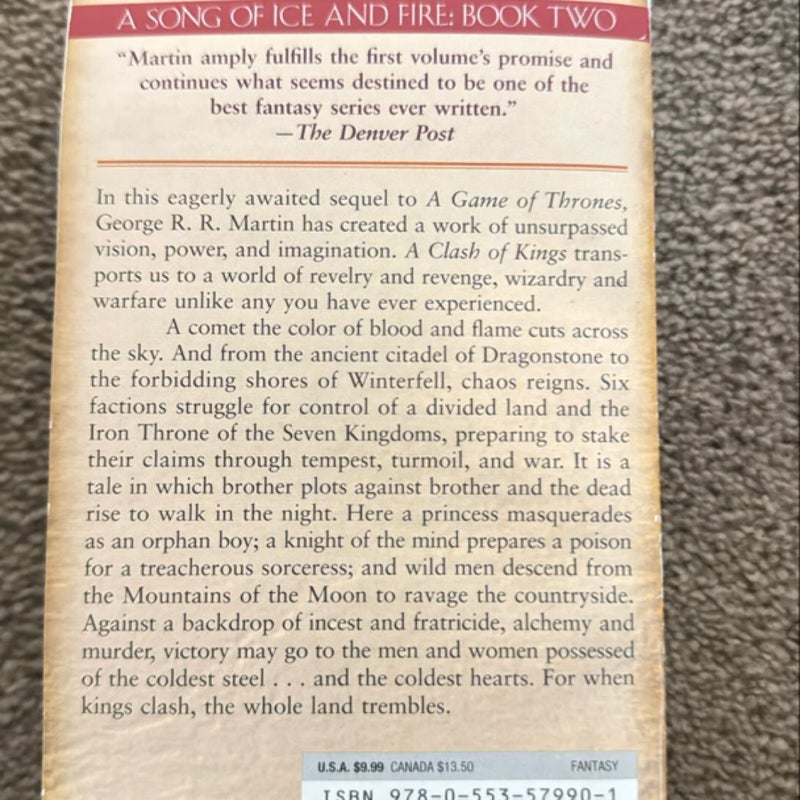 A SONG OF ICE AND FIRE: BOOK TWO
“Martin amply fulfills the first volume’s promise and
continues what seems destined to be one of the
best fantasy series ever written.”
—The Denver Post
In this eagerly awaited sequel to A Game of Thrones,
George R. R. Martin has created a work of unsurpassed
vision, power, and imagination. A Clash of Kings trans-
ports us to a world of revelry and revenge, wizardry and
warfare unlike any you have ever experienced.
A comet the color of blood and flame cuts across
the sky. And from the ancient citadel of Dragonstone to
the forbidding shores of Winterfell, chaos reigns. Six
factions struggle for control of a divided land and the
Iron Throne of the Seven Kingdoms, preparing to stake
their claims through tempest, turmoil, and war. It is a
tale in which brother plots against brother and the dead
rise to walk in the night. Here a princess masquerades
as an orphan boy; a knight of the mind prepares a poison
for a treacherous sorceress; and wild men descend from
the Mountains of the Moon to ravage the countryside.
Against a backdrop of incest and fratricide, alchemy and
murder, victory may go to the men and women possessed
of the coldest steel . . . and the coldest hearts. For when
kings clash, the whole land trembles.
U.S.A. $9.99 CANADA $13.50 FANTASY
ISBN 978-0-553-57990-1